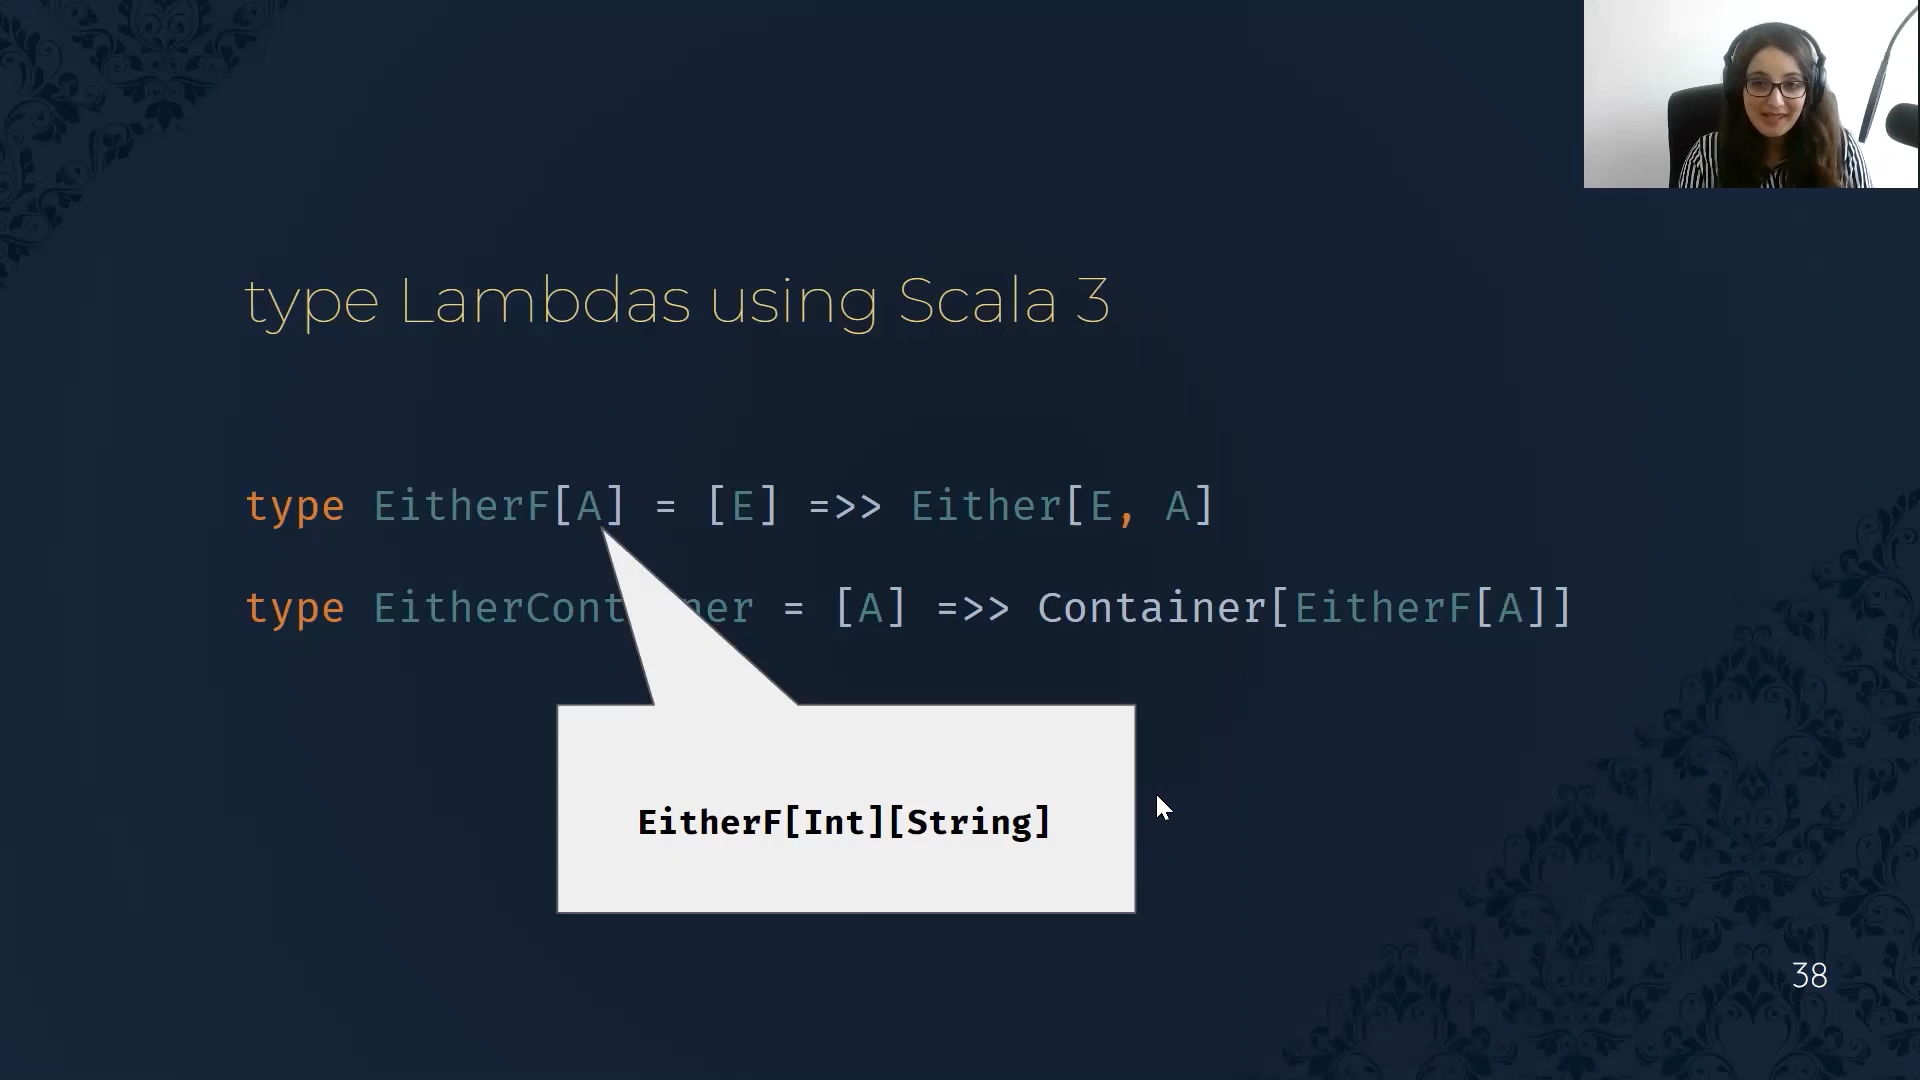 type Lambdas using Scala 3
type EitherF[A] = [E] =>> Either[E, A]
type EitherCont ner = [A] =>> Container[EitherF[A]]
EitherF[Int][String]
38